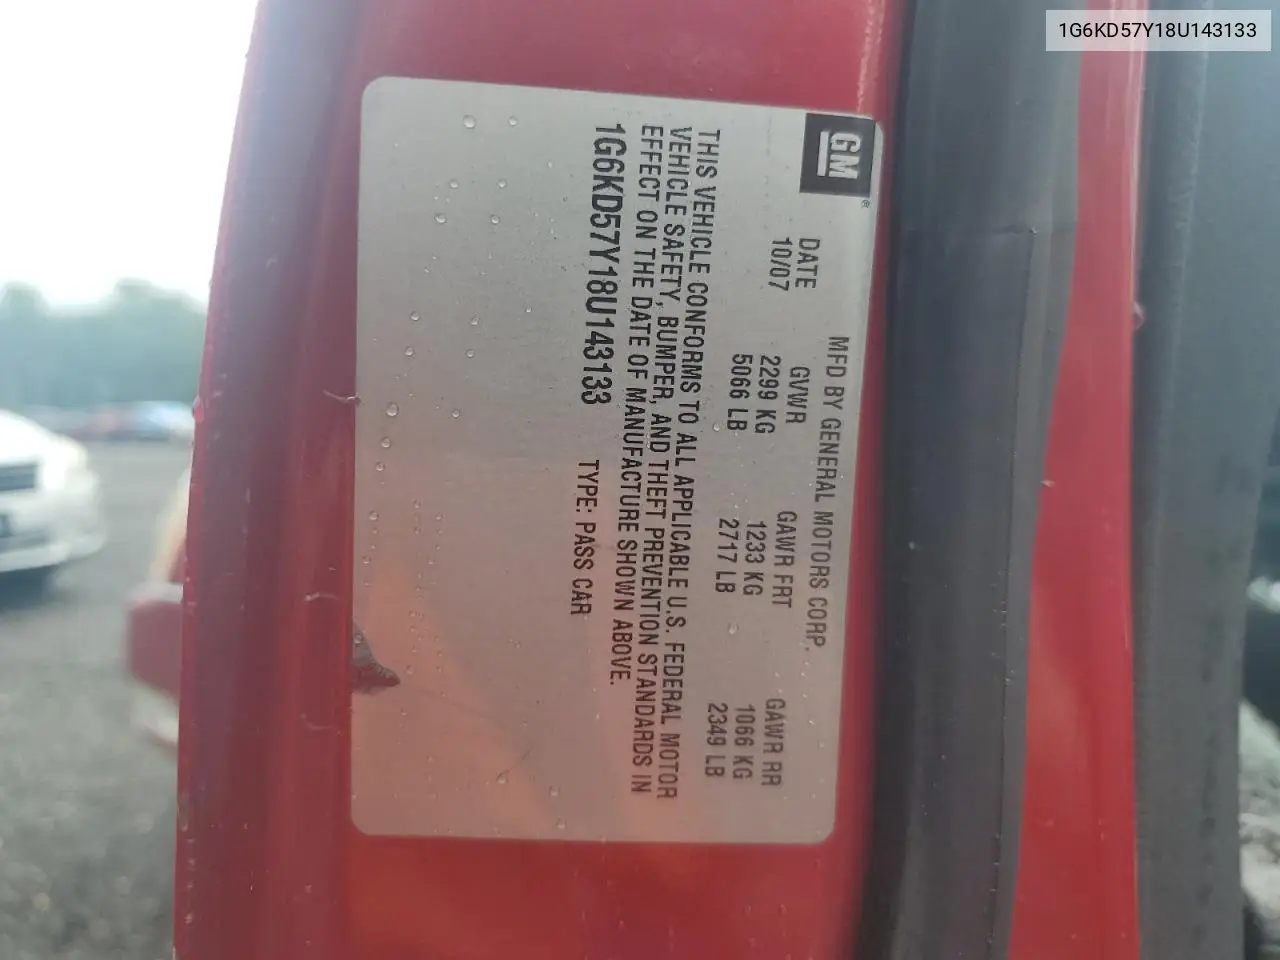 1G6KD57Y18U143133
GM®
MFD BY GENERAL MOTORS CORP.
DATE GVWR GAWR FRT GAWR RR
10/07 2299 KG 1233 KG 1066 KG
5066 LB 2717 LB 2349 LB
THIS VEHICLE CONFORMS TO ALL APPLICABLE U.S. FEDERAL MOTOR
VEHICLE SAFETY, BUMPER, AND THEFT PREVENTION STANDARDS IN
EFFECT ON THE DATE OF MANUFACTURE SHOWN ABOVE.
1G6KD57Y18U143133 TYPE: PASS CAR